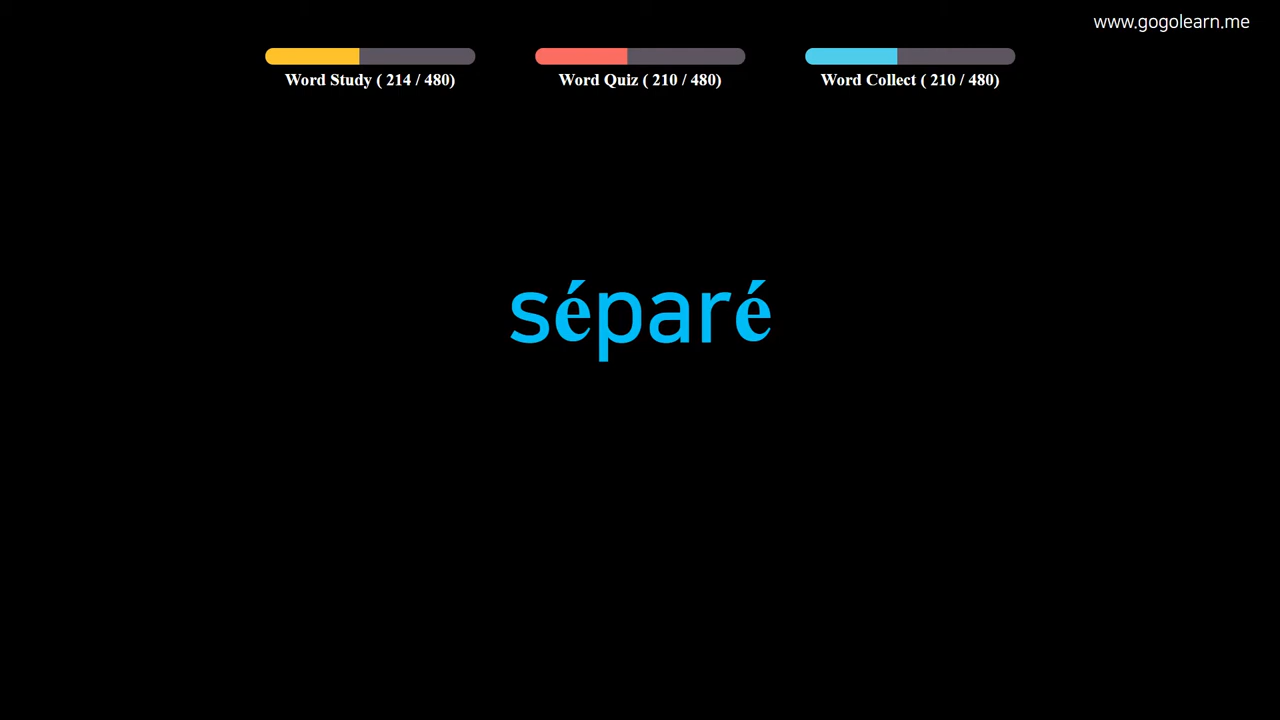 www.gogolearn.me
Word Study ( 214 / 480)
Word Quiz ( 210 / 480)
Word Collect ( 210 / 480)
séparé